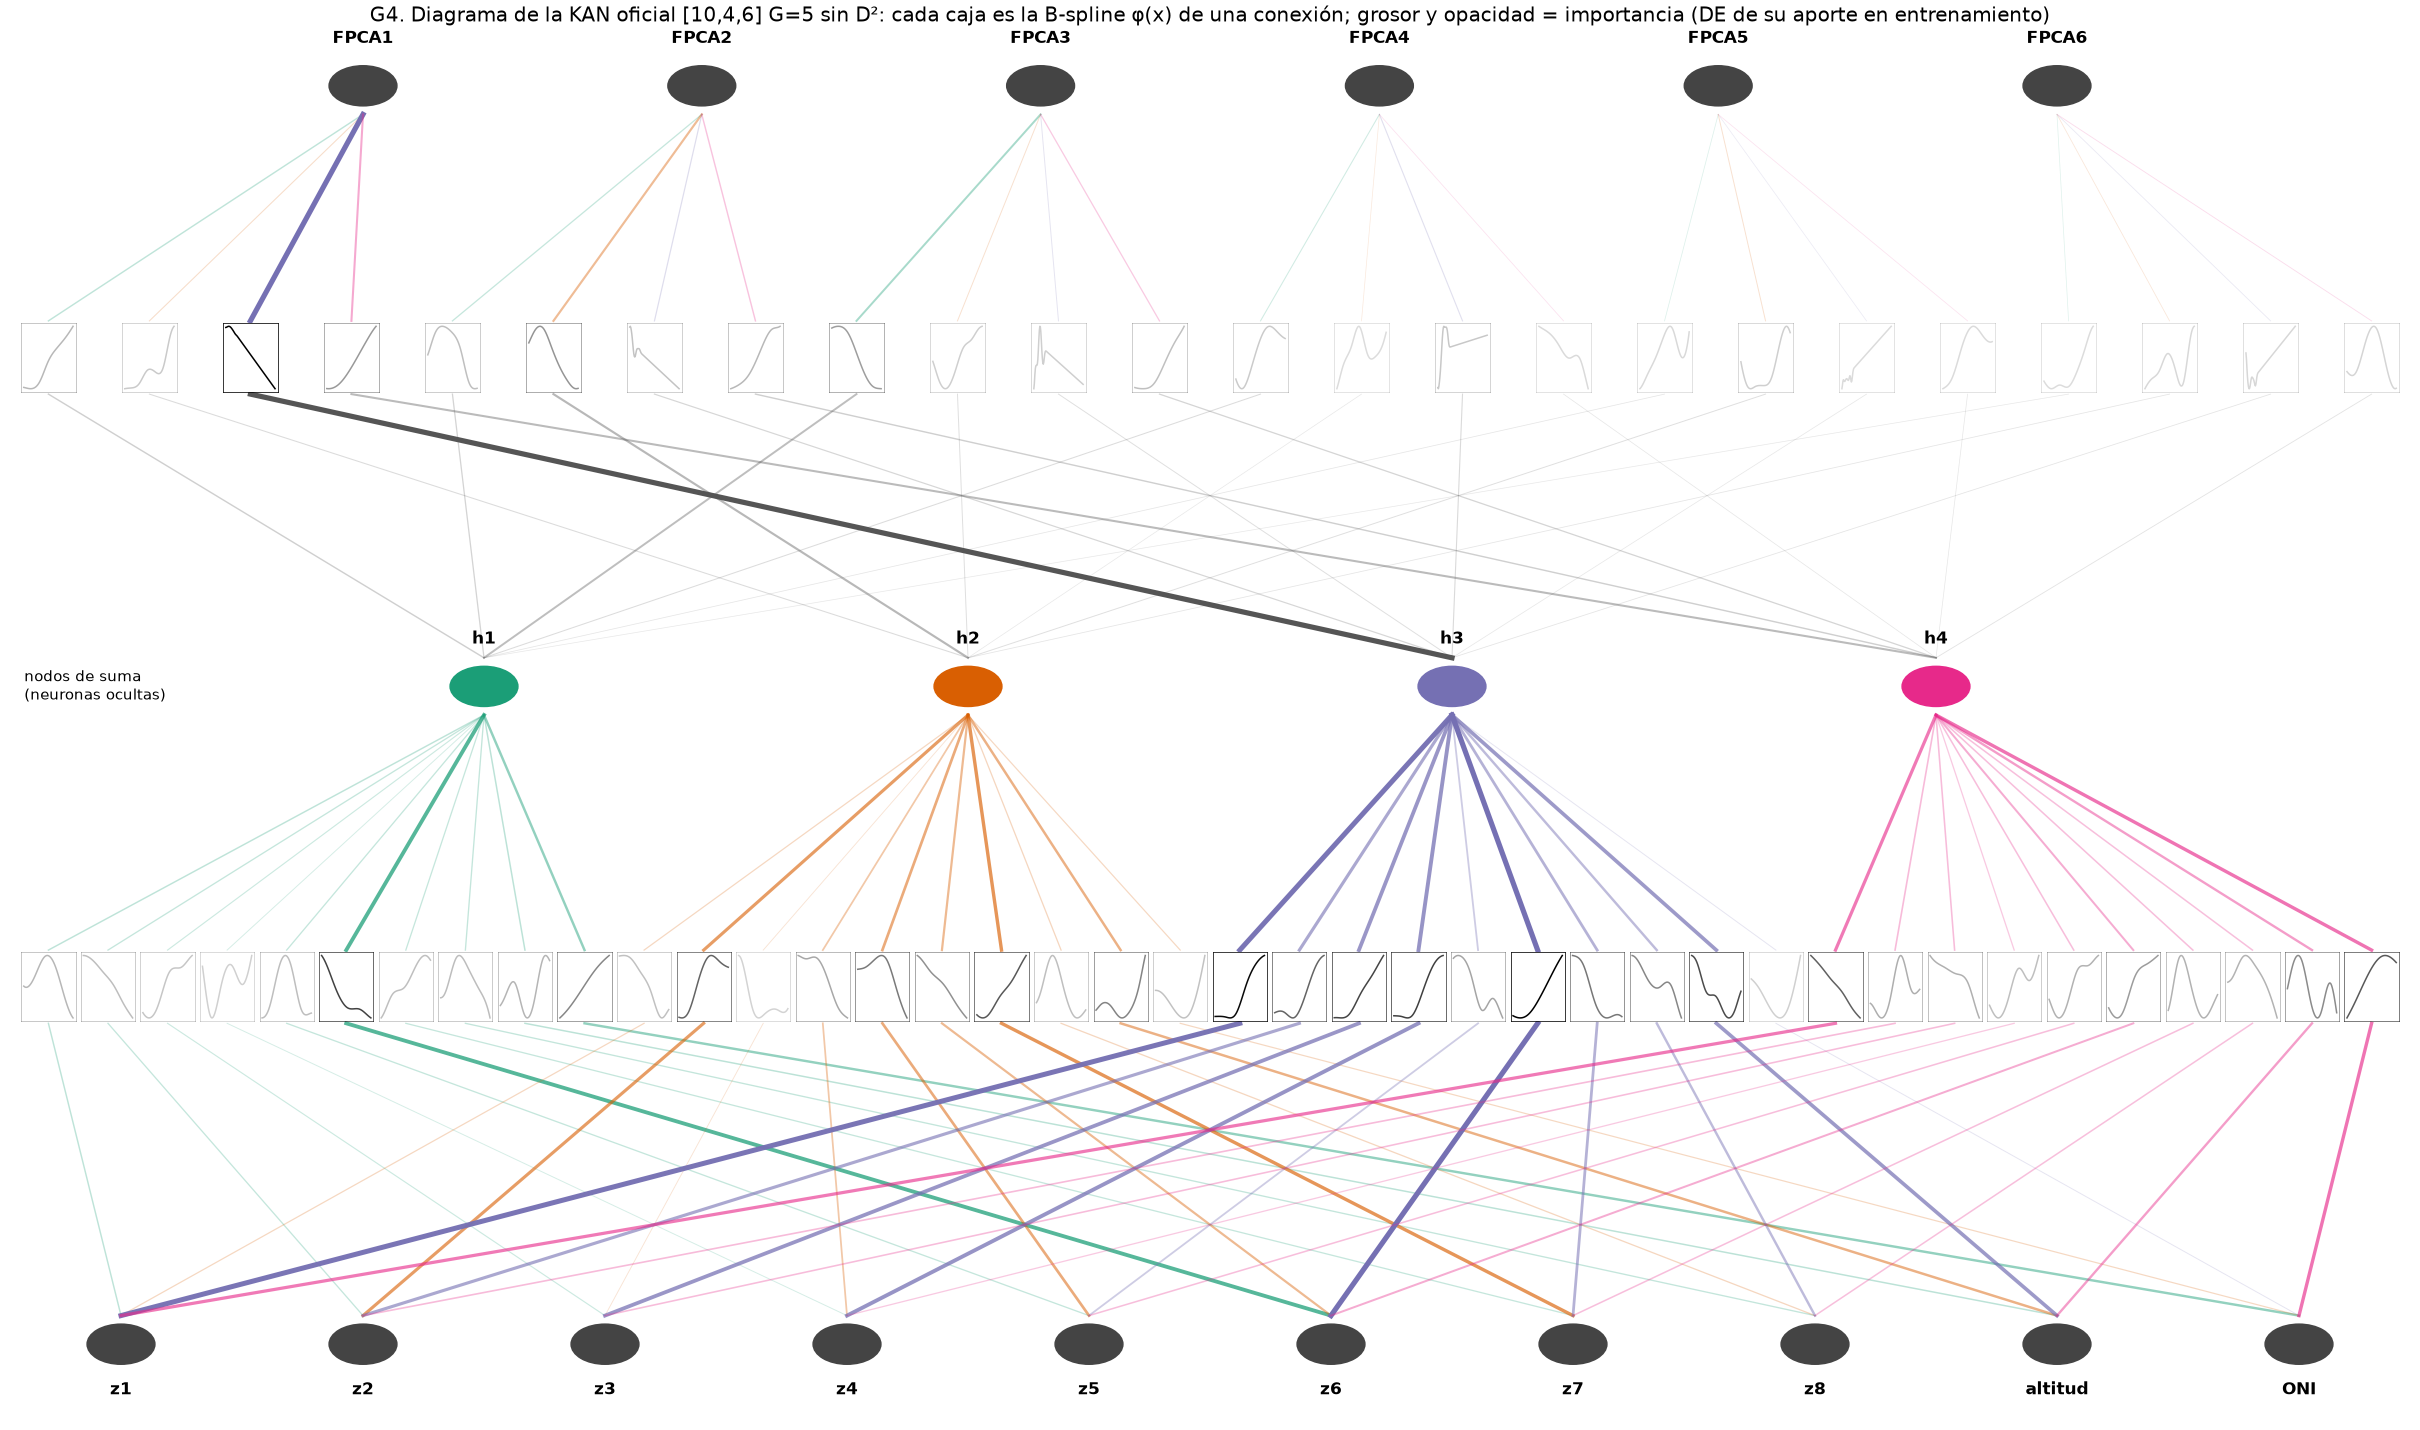 G4. Diagrama de la KAN oficial [10,4,6] G=5 sin D²: cada caja es la B-spline φ(x) de una conexión; grosor y opacidad = importancia (DE de su aporte en entrenamiento)
FPCA1 FPCA2 FPCA3 FPCA4 FPCA5 FPCA6
h1 h2 h3 h4
nodos de suma
(neuronas ocultas)
z1 z2 z3 z4 z5 z6 z7 z8 altitud ONI